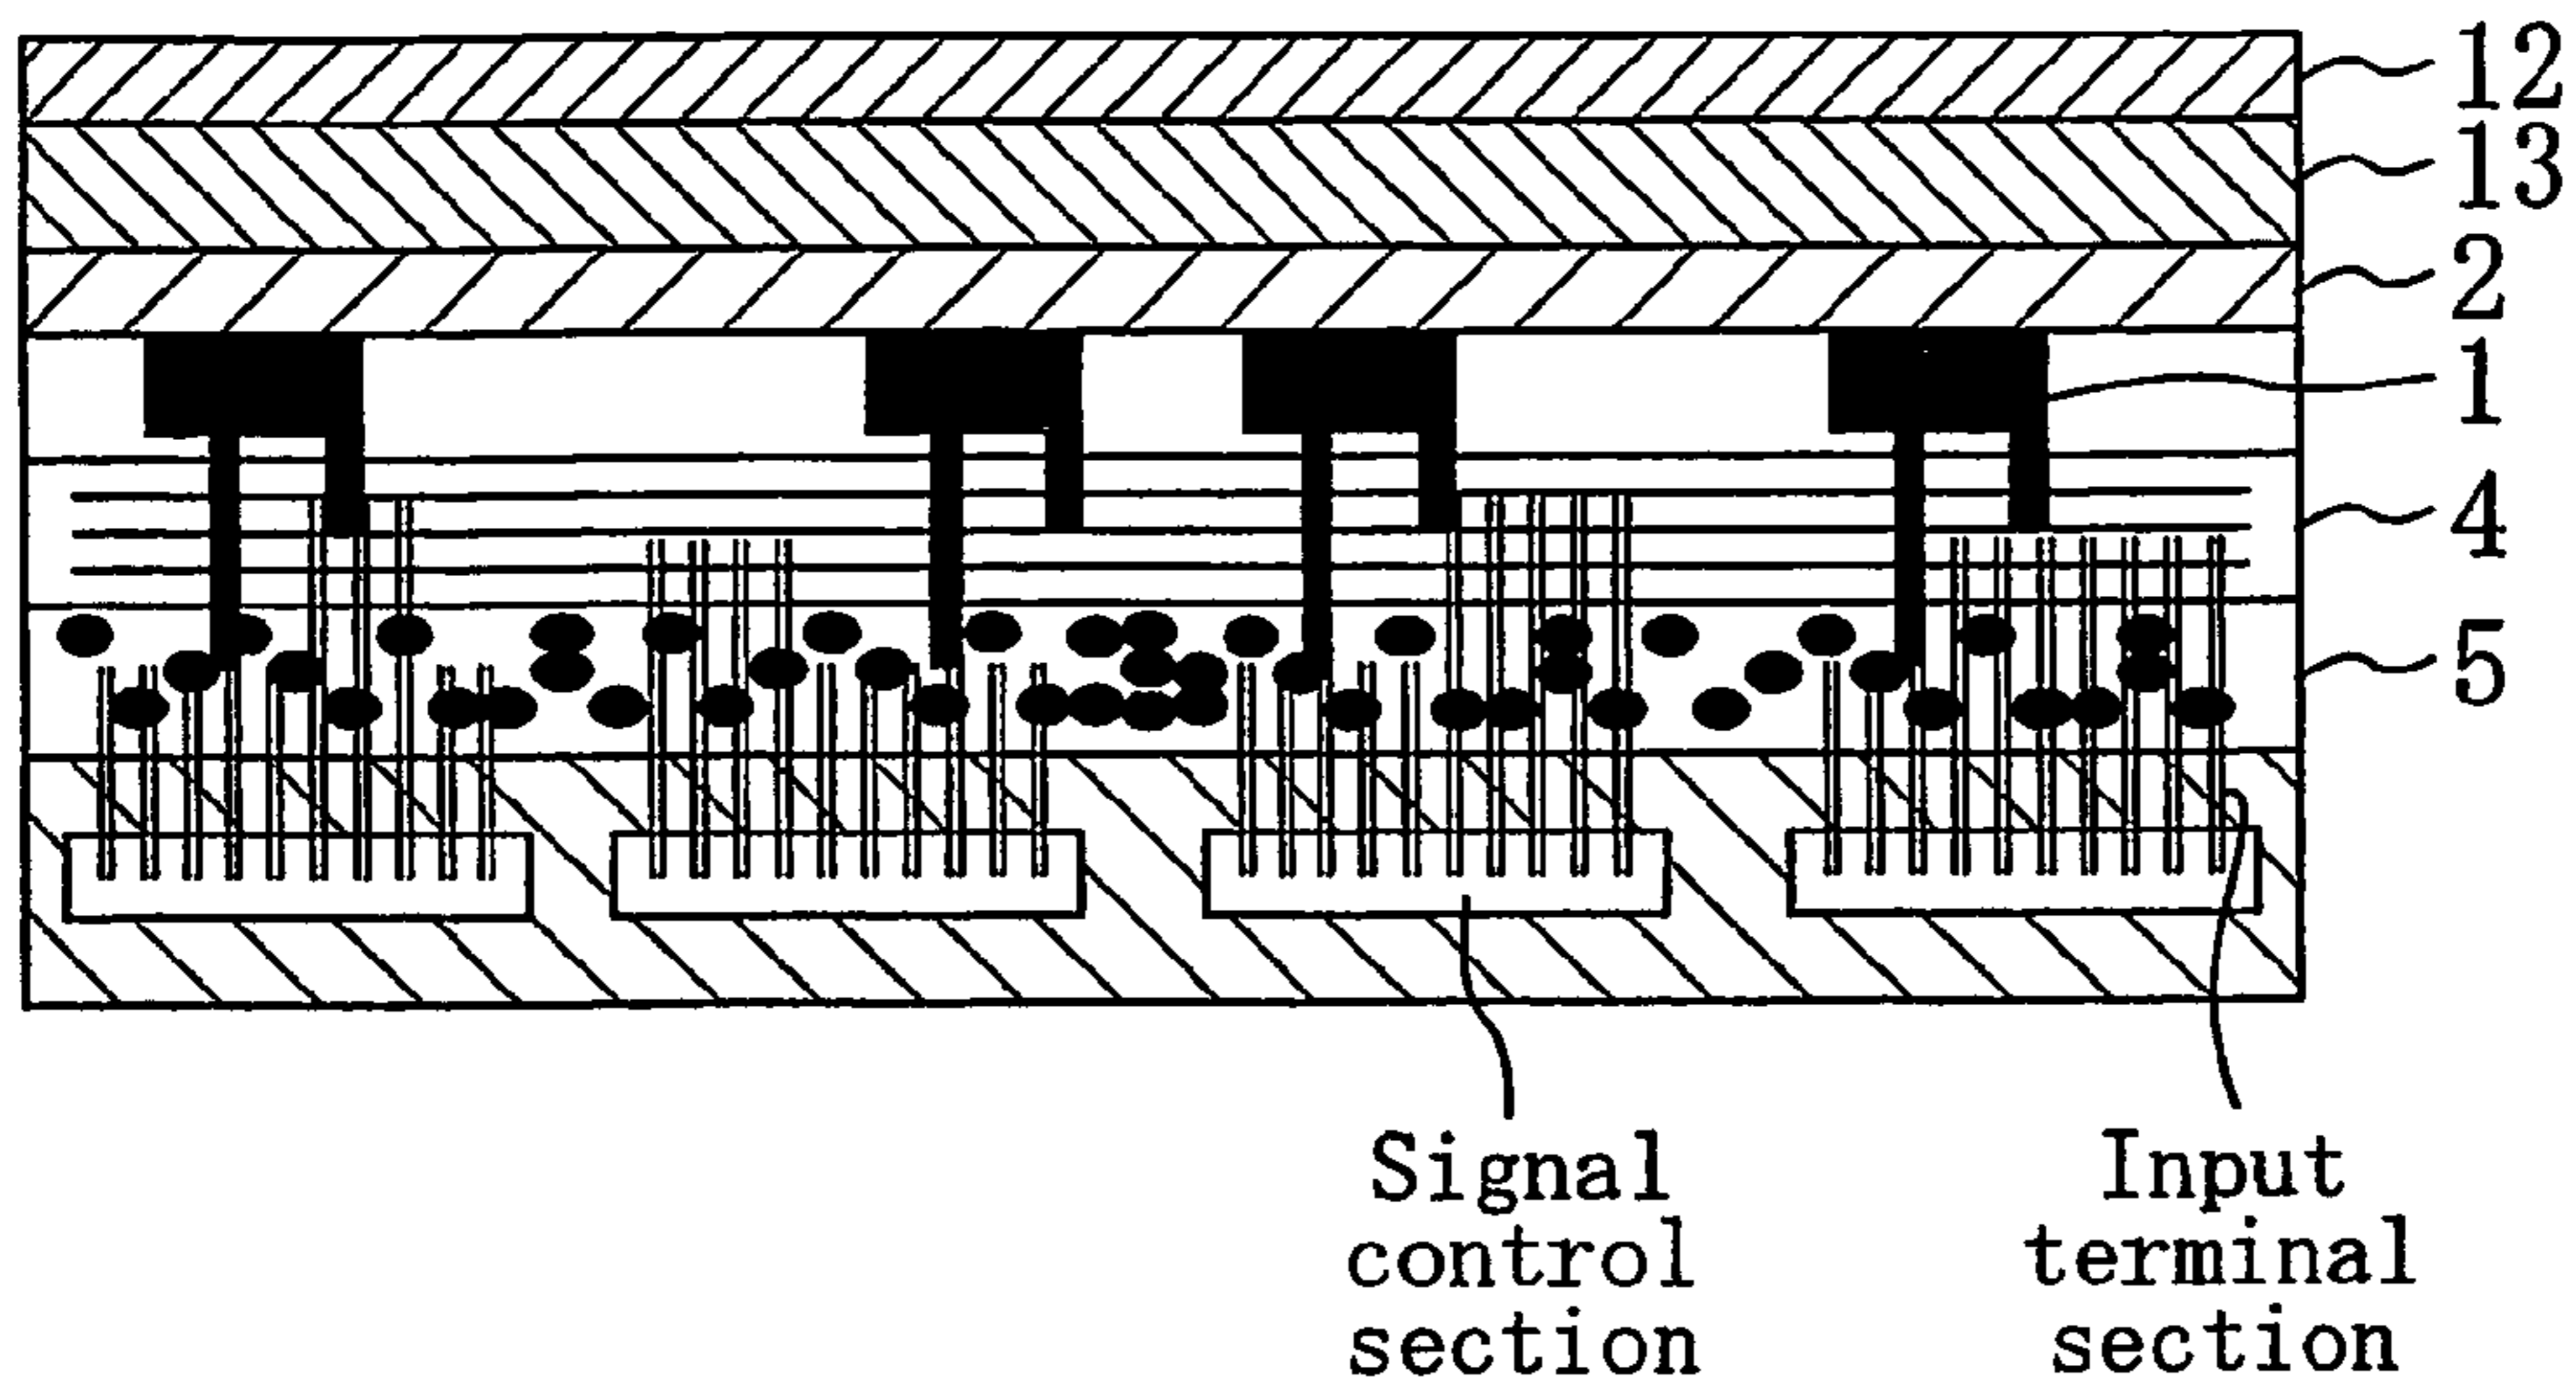 12
13
2
1
4
5
Signal
control
section
Input
terminal
section